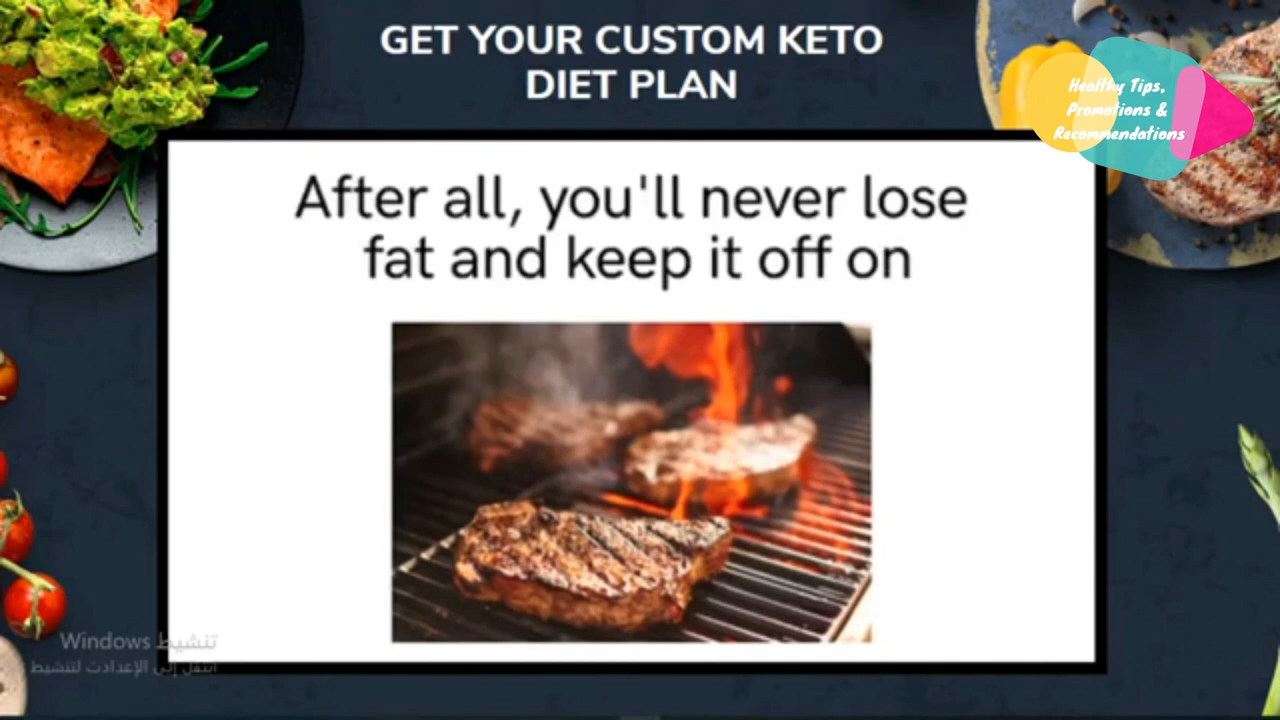 GET YOUR CUSTOM KETO
DIET PLAN
Healthy Tips,
Promotions &
Recommendations
After all, you'll never lose
fat and keep it off on
تنشيط Windows
انتقل إلى الإعدادت لتنشيط